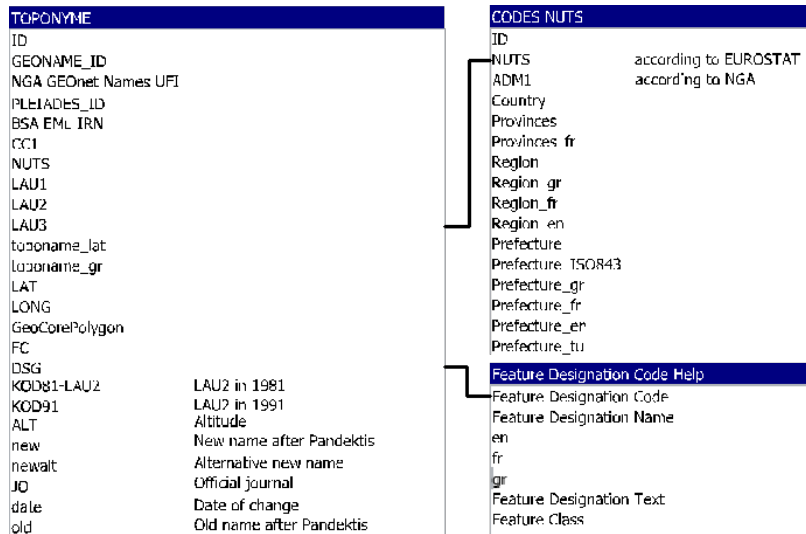 TOPONYME
ID
GEONAME_ID
NGA GEOnet Names UFI
PLEIADES_ID
BSA EML IRN
CC1
NUTS
LAU1
LAU2
LAU3
toponame_lat
toponame_gr
LAT
LONG
GeoCorePolygon
FC
DSG
KOD81-LAU2 LAU2 in 1981
KOD91 LAU2 in 1991
ALT Altitude
new New name after Pandektis
newalt Alternative new name
JO Official journal
date Date of change
old Old name after Pandektis
CODES NUTS
ID
NUTS according to EUROSTAT
ADM1 according to NGA
Country
Provinces
Provinces_fr
Region
Region_gr
Region_fr
Region_en
Prefecture
Prefecture_ISO843
Prefecture_gr
Prefecture_fr
Prefecture_en
Prefecture_tu
Feature Designation Code Help
Feature Designation Code
Feature Designation Name
en
fr
gr
Feature Designation Text
Feature Class